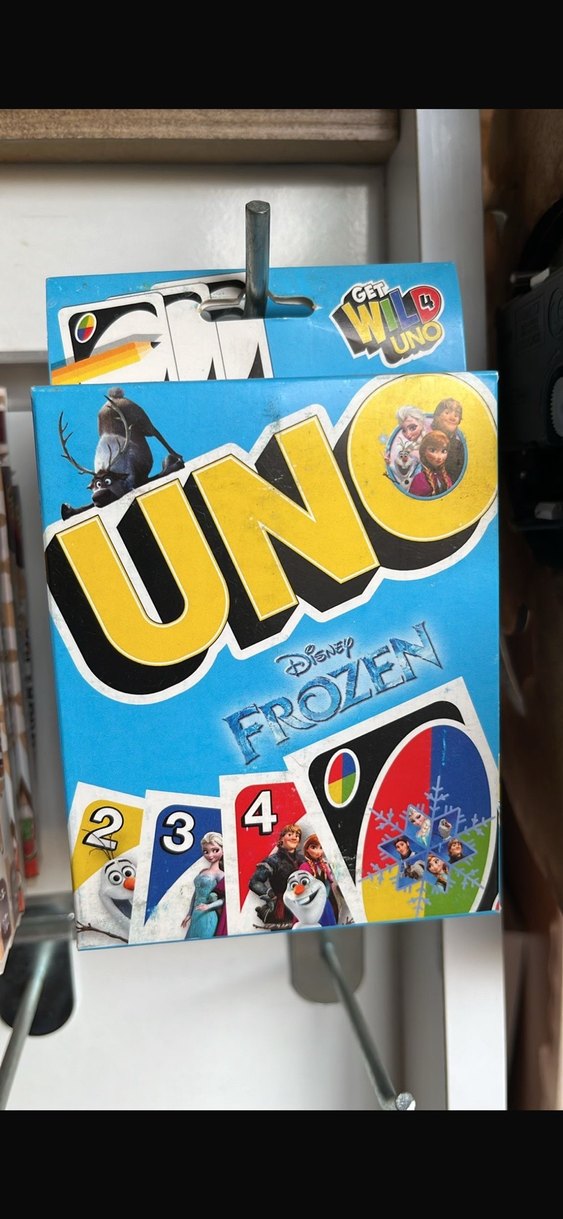 GET
WILD 4
UNO
UNO
DISNEY
FROZEN
2
3
4